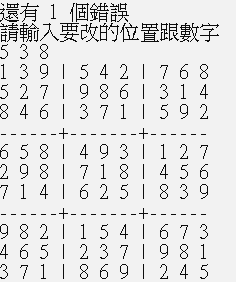 還有 1 個錯誤
請輸入要改的位置跟數字
5 3 8
1 3 9 | 5 4 2 | 7 6 8
5 2 7 | 9 8 6 | 3 1 4
8 4 6 | 3 7 1 | 5 9 2
------+-------+------
6 5 8 | 4 9 3 | 1 2 7
2 9 8 | 7 1 8 | 4 5 6
7 1 4 | 6 2 5 | 8 3 9
------+-------+------
9 8 2 | 1 5 4 | 6 7 3
4 6 5 | 2 3 7 | 9 8 1
3 7 1 | 8 6 9 | 2 4 5